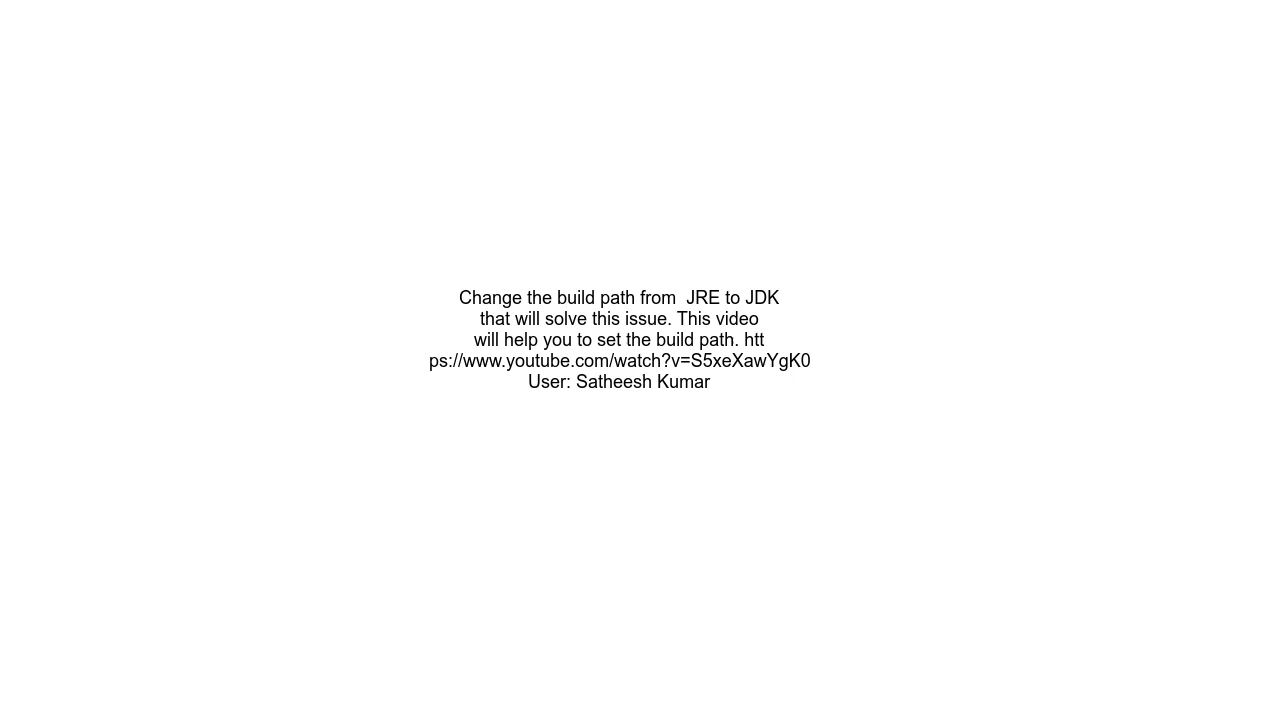 Change the build path from  JRE to JDK
that will solve this issue. This video
will help you to set the build path. htt
ps://www.youtube.com/watch?v=S5xeXawYgK0
User: Satheesh Kumar